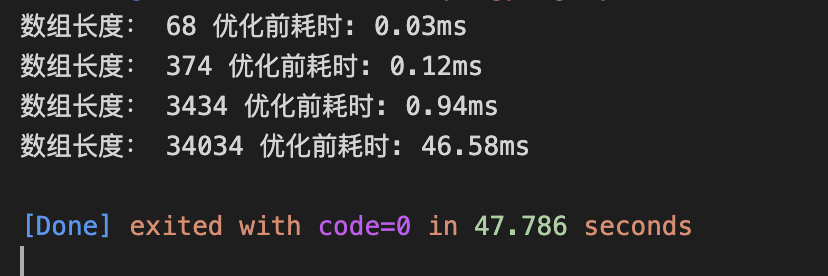 数组长度： 68 优化前耗时: 0.03ms
数组长度： 374 优化前耗时: 0.12ms
数组长度： 3434 优化前耗时: 0.94ms
数组长度： 34034 优化前耗时: 46.58ms
[Done] exited with code=0 in 47.786 seconds